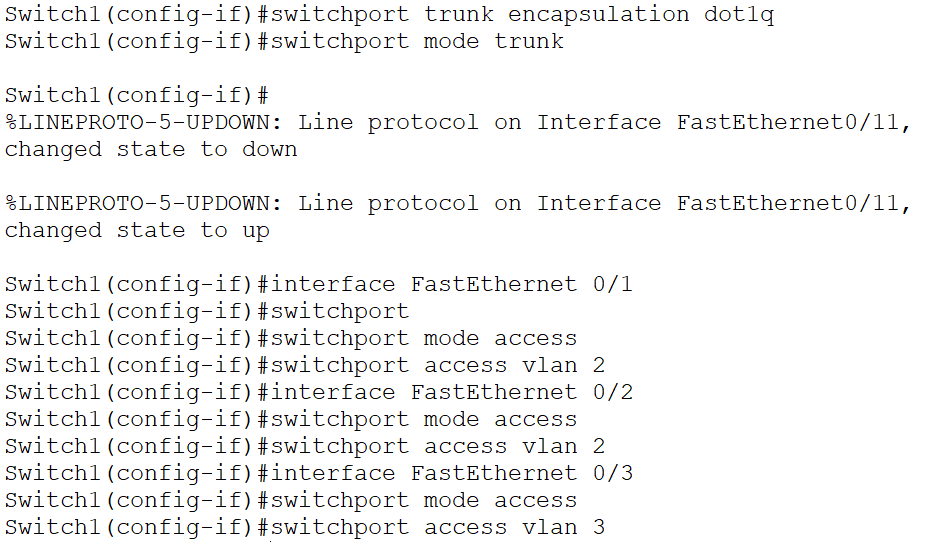 Switch1(config-if)#switchport trunk encapsulation dot1q
Switch1(config-if)#switchport mode trunk
Switch1(config-if)#
%LINEPROTO-5-UPDOWN: Line protocol on Interface FastEthernet0/11,
changed state to down
%LINEPROTO-5-UPDOWN: Line protocol on Interface FastEthernet0/11,
changed state to up
Switch1(config-if)#interface FastEthernet 0/1
Switch1(config-if)#switchport
Switch1(config-if)#switchport mode access
Switch1(config-if)#switchport access vlan 2
Switch1(config-if)#interface FastEthernet 0/2
Switch1(config-if)#switchport mode access
Switch1(config-if)#switchport access vlan 2
Switch1(config-if)#interface FastEthernet 0/3
Switch1(config-if)#switchport mode access
Switch1(config-if)#switchport access vlan 3